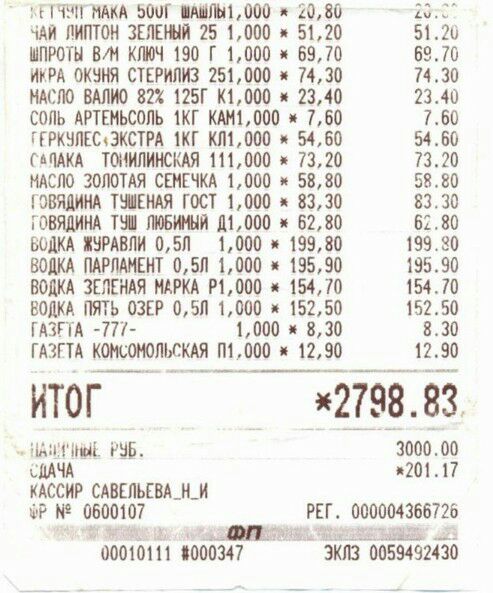 КЕТЧУП МАКА 500Г ШАШЛЫ1,000 * 20,80 20.80
ЧАЙ ЛИПТОН ЗЕЛЕНЫЙ 25 1,000 * 51,20 51.20
ШПРОТЫ В/М КЛЮЧ 190 Г 1,000 * 69,70 69.70
ИКРА ОКУНЯ СТЕРИЛИЗ 251,000 * 74,30 74.30
МАСЛО ВАЛИО 82% 125Г К1,000 * 23,40 23.40
СОЛЬ АРТЕМЬСОЛЬ 1КГ КАМ1,000 * 7,60 7.60
ГЕРКУЛЕС ЭКСТРА 1КГ КЛ1,000 * 54,60 54.60
САЛАКА ТОМИЛИНСКАЯ 111,000 * 73,20 73.20
МАСЛО ЗОЛОТАЯ СЕМЕЧКА 1,000 * 58,80 58.80
ГОВЯДИНА ТУШЕНАЯ ГОСТ 1,000 * 83,30 83.30
ГОВЯДИНА ТУШ ЛЮБИМЫЙ Д1,000 * 62,80 62.80
ВОДКА ЖУРАВЛИ 0,5Л 1,000 * 199,80 199.80
ВОДКА ПАРЛАМЕНТ 0,5Л 1,000 * 195,90 195.90
ВОДКА ЗЕЛЕНАЯ МАРКА Р1,000 * 154,70 154.70
ВОДКА ПЯТЬ ОЗЕР 0,5Л 1,000 * 152,50 152.50
ГАЗЕТА -777- 1,000 * 8,30 8.30
ГАЗЕТА КОМСОМОЛЬСКАЯ П1,000 * 12,90 12.90
ИТОГ *2798.83
НАЛИЧНЫЕ РУБ. 3000.00
СДАЧА *201.17
КАССИР САВЕЛЬЕВА_Н_И
ФР № 0600107 РЕГ. 000004366726
ФП
00010111 #000347 ЭКЛЗ 0059492430